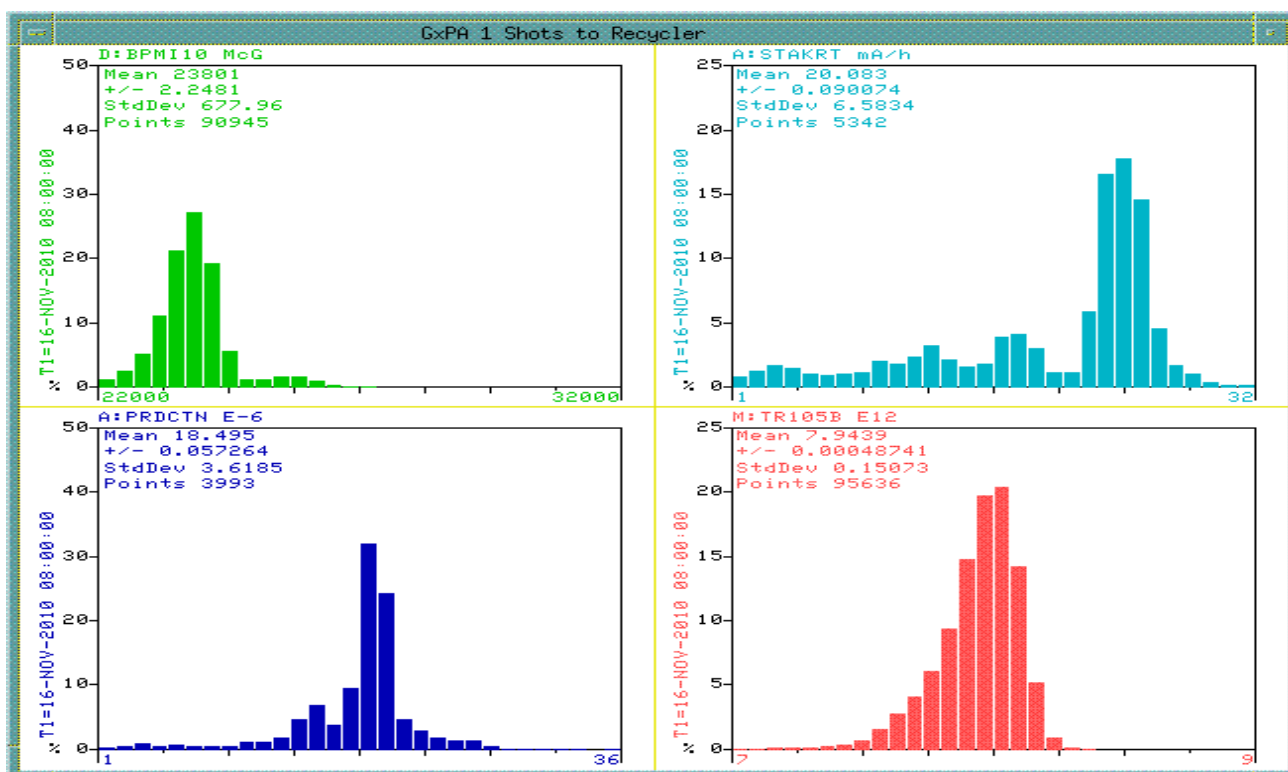 GxPA 1 Shots to Recycler
D:BPMI10 McG
50
Mean 23801
+/- 2.2481
StdDev 677.96
Points 90945
40
30
20
10
% 0
22000 32000
T1=16-NOV-2010 08:00:00
A:STAKRT mA/h
25
Mean 20.083
+/- 0.090074
StdDev 6.5834
Points 5342
20
15
10
5
% 0
1 32
T1=16-NOV-2010 08:00:00
A:PRDCTN E-6
50
Mean 18.495
+/- 0.057264
StdDev 3.6185
Points 3993
40
30
20
10
% 0
1 36
T1=16-NOV-2010 08:00:00
M:TR105B E12
25
Mean 7.9439
+/- 0.00048741
StdDev 0.15073
Points 95636
20
15
10
5
% 0
7 9
T1=16-NOV-2010 08:00:00